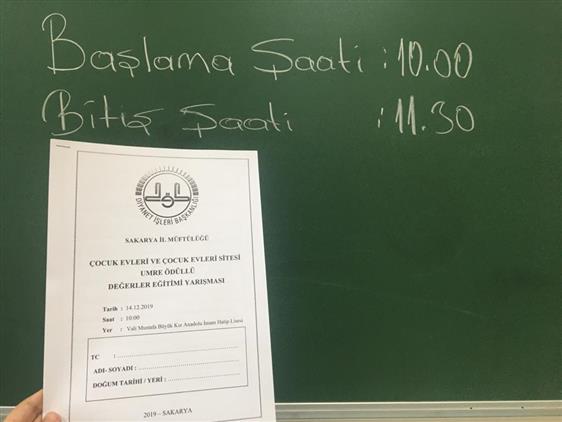 Başlama Şaati : 10.00
Bitiş Şaati : 11.30
DİYANET İŞLERİ BAŞKANLIĞI
SAKARYA İL MÜFTÜLÜĞÜ
ÇOCUK EVLERİ VE ÇOCUK EVLERİ SİTESİ
UMRE ÖDÜLLÜ
DEĞERLER EĞİTİMİ YARIŞMASI
Tarih : 14.12.2019
Saat : 10:00
Yer : Vali Mustafa Büyük Kız Anadolu İmam Hatip Lisesi
TC :
ADI- SOYADI :
DOĞUM TARİHİ / YERİ :
2019 – SAKARYA